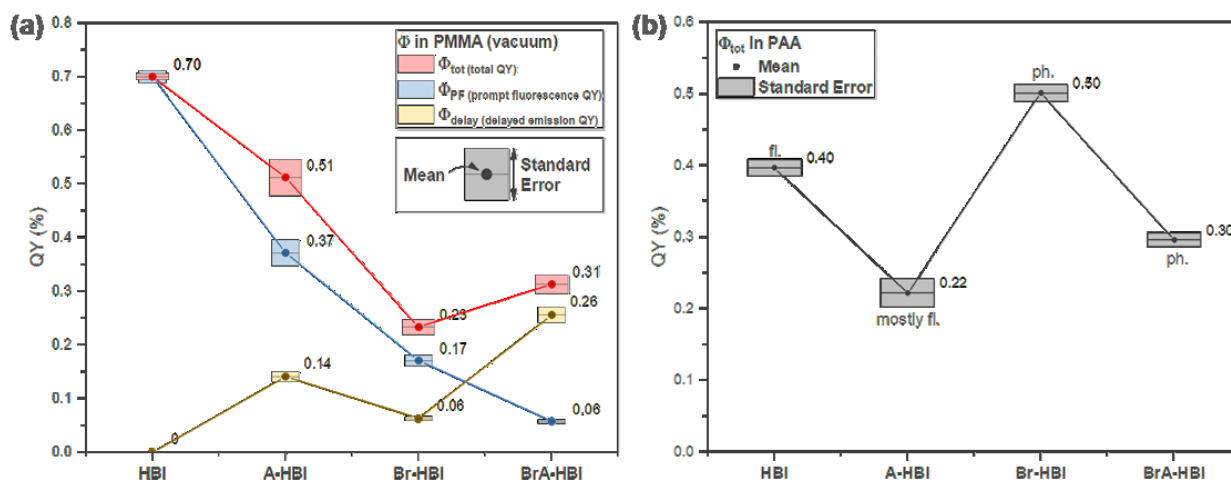 (a)
0.8
0.7
0.6
0.5
0.4
0.3
0.2
0.1
0.0
QY (%)
Φ in PMMA (vacuum)
Φtot (total QY)
ΦPF (prompt fluorescence QY)
Φdelay (delayed emission QY)
Mean
Standard
Error
0.70
0.51
0.37
0.23
0.31
0.26
0.17
0.14
0.06
0.06
0
HBI
A-HBI
Br-HBI
BrA-HBI
(b)
0.6
0.5
0.4
0.3
0.2
0.1
0.0
QY (%)
Φtot in PAA
Mean
Standard Error
fl.
0.40
mostly fl.
0.22
ph.
0.50
0.30
ph.
HBI
A-HBI
Br-HBI
BrA-HBI